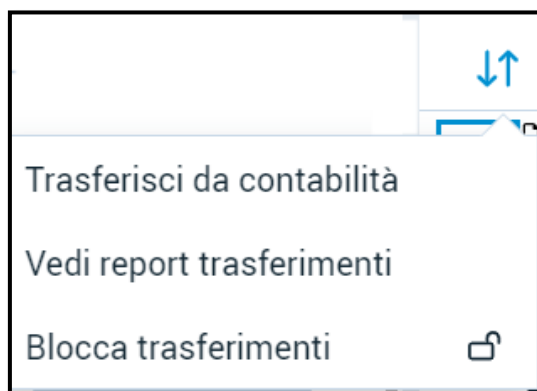 Trasferisci da contabilità
Vedi report trasferimenti
Blocca trasferimenti